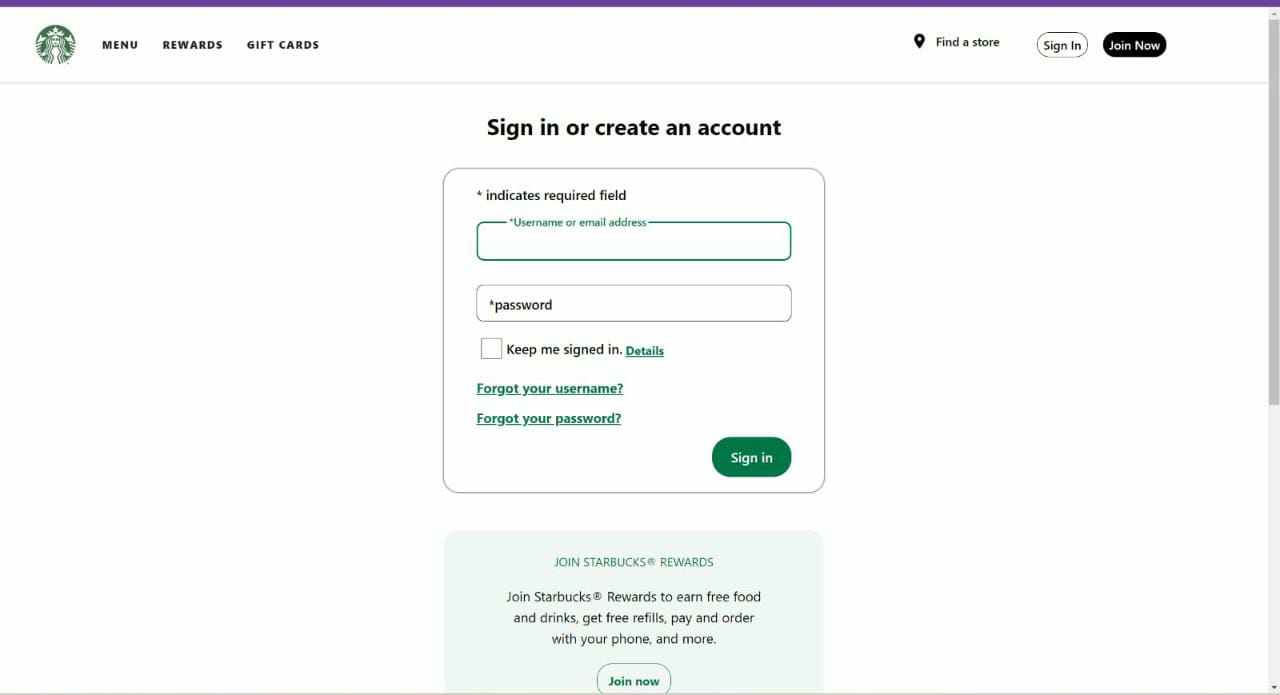 MENU REWARDS GIFT CARDS Find a store Sign In Join Now
Sign in or create an account
* indicates required field
*Username or email address
*password
Keep me signed in. Details
Forgot your username?
Forgot your password?
Sign in
JOIN STARBUCKS® REWARDS
Join Starbucks® Rewards to earn free food
and drinks, get free refills, pay and order
with your phone, and more.
Join now